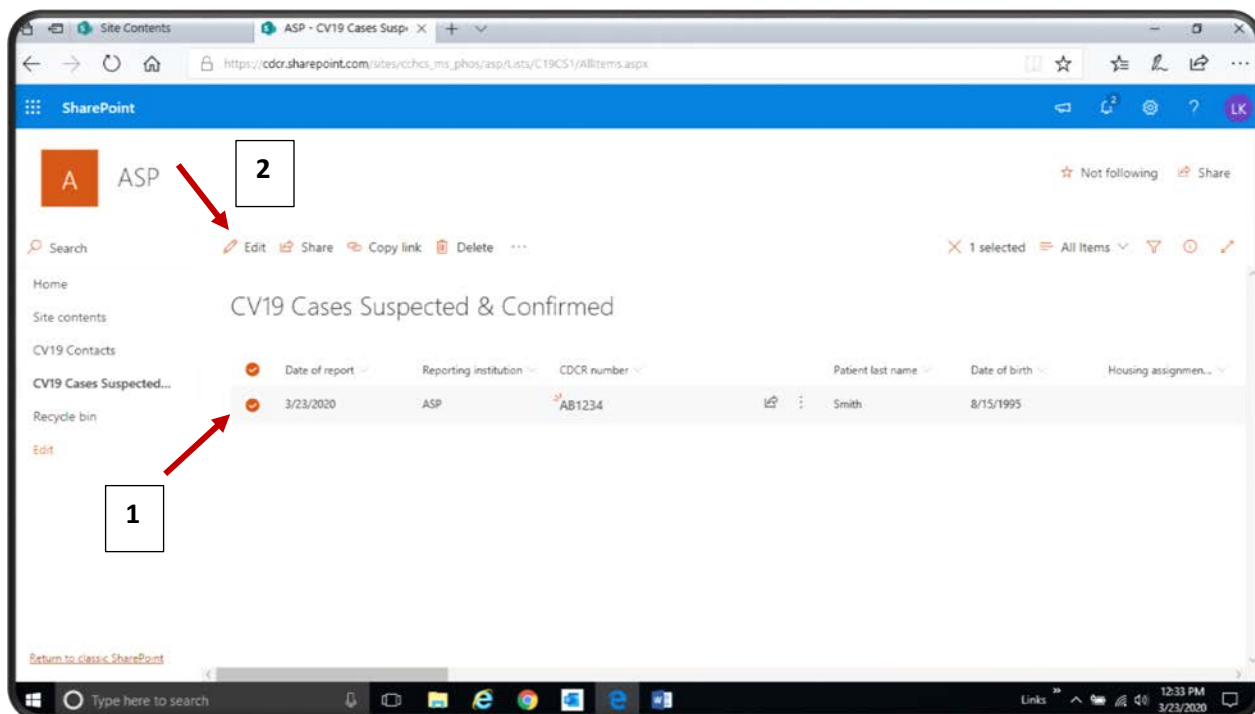 Site Contents
ASP - CV19 Cases Susp
https://cdcr.sharepoint.com/sites/cchcs_ms_phos/asp/Lists/C19CS1/AllItems.aspx
SharePoint
2
LK
A
ASP
2
Not following
Share
Search
Edit
Share
Copy link
Delete
1 selected
All Items
Home
Site contents
CV19 Contacts
CV19 Cases Suspected...
Recycle bin
Edit
CV19 Cases Suspected & Confirmed
Date of report
Reporting institution
CDCR number
Patient last name
Date of birth
Housing assignmen...
3/23/2020
ASP
AB1234
Smith
8/15/1995
1
Return to classic SharePoint
Type here to search
Links
12:33 PM
3/23/2020